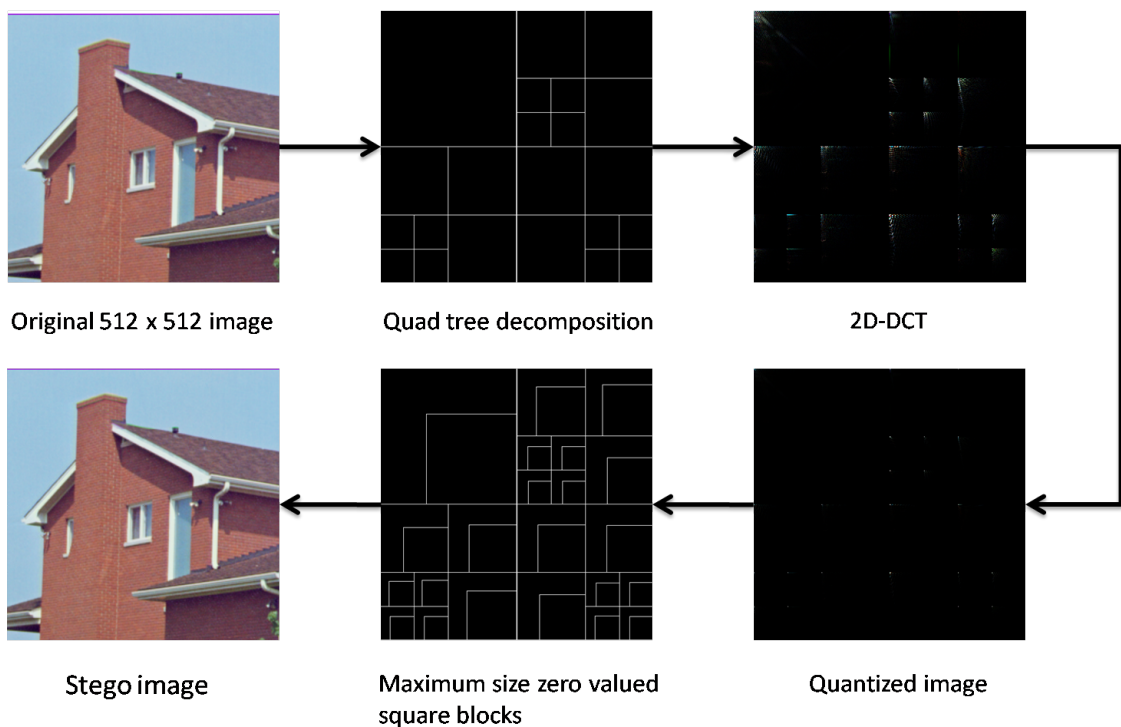 Original 512 x 512 image
Quad tree decomposition
2D-DCT
Stego image
Maximum size zero valued
square blocks
Quantized image